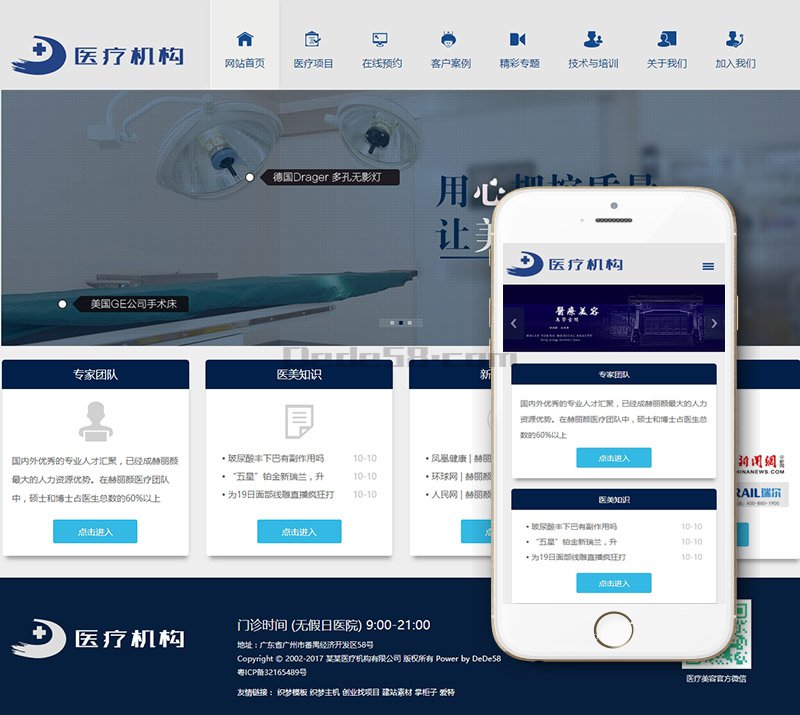 医疗机构
网站首页
医疗项目
在线预约
客户案例
精彩专题
技术与培训
关于我们
加入我们
德国Drager 多孔无影灯
美国GE公司手术床
用心把控质量
让美
Dede58.com
专家团队
国内外优秀的专业人才汇聚，已经成赫丽颜
最大的人力资源优势。在赫丽颜医疗团队
中，硕士和博士占医生总数的60%以上
点击进入
医美知识
• 玻尿酸丰下巴有副作用吗 10-10
• “五星”铂金新瑞兰，升 10-10
• 为19日面部线雕直播疯狂打 10-10
点击进入
新
• 凤凰健康 | 赫丽
• 环球网 | 赫丽颜
• 人民网 | 赫丽颜
点
新闻网
HINANEWS.COM
RAIL瑞尔
400-880-1900
医疗机构
醫療美容
专家团队
国内外优秀的专业人才汇聚，已经成赫丽颜最大的人力
资源优势。在赫丽颜医疗团队中，硕士和博士占医生总
数的60%以上
点击进入
医美知识
• 玻尿酸丰下巴有副作用吗 10-10
• “五星”铂金新瑞兰，升 10-10
• 为19日面部线雕直播疯狂打 10-10
点击进入
医疗机构
门诊时间 (无假日医院) 9:00-21:00
地址：广东省广州市番禺经济开发区58号
Copyright © 2002-2017 某某医疗机构有限公司 版权所有 Power by DeDe58
粤ICP备32165489号
友情链接： 织梦模板 织梦主机 创业找项目 建站素材 掌柜子 爱特
医疗美容官方微信